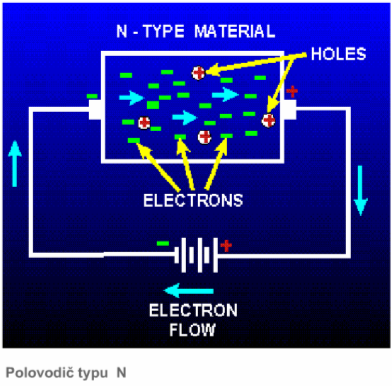 N - TYPE MATERIAL
HOLES
- +
ELECTRONS
- +
ELECTRON
FLOW
Polovodič typu N